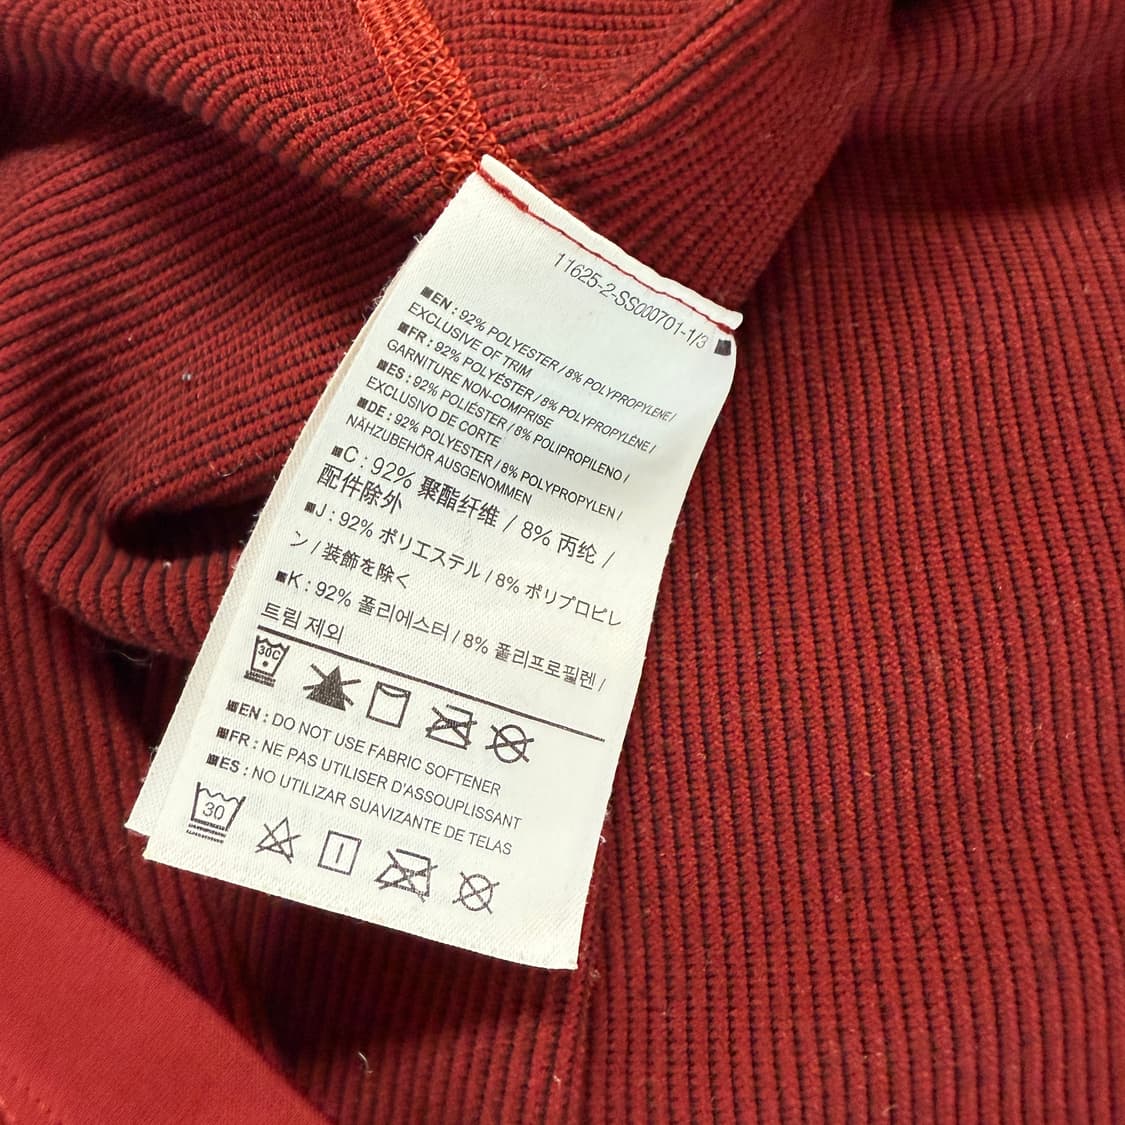 11625-2-SS000701-1/3
■EN : 92% POLYESTER / 8% POLYPROPYLENE /
EXCLUSIVE OF TRIM
■FR : 92% POLYÉSTER / 8% POLYPROPYLÈNE /
GARNITURE NON-COMPRISE
■ES : 92% POLIÉSTER / 8% POLIPROPILENO /
EXCLUSIVO DE CORTE
■DE : 92% POLYESTER / 8% POLYPROPYLEN /
NÄHZUBEHÖR AUSGENOMMEN
■C : 92% 聚酯纤维 / 8% 丙纶 /
配件除外
■J : 92% ポリエステル / 8% ポリプロピレ
ン / 装飾を除く
■K : 92% 폴리에스터 / 8% 폴리프로필렌 /
트림 제외
30C
■EN : DO NOT USE FABRIC SOFTENER
■FR : NE PAS UTILISER D'ASSOUPLISSANT
■ES : NO UTILIZAR SUAVIZANTE DE TELAS
30